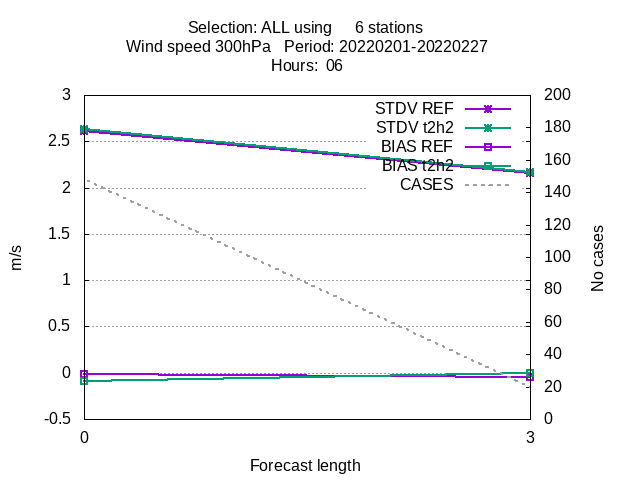 Selection: ALL using 6 stations
Wind speed 300hPa Period: 20220201-20220227
Hours: 06
3
2.5
2
1.5
1
0.5
0
-0.5
200
180
160
140
120
100
80
60
40
20
0
STDV REF
STDV t2h2
BIAS REF
BIAS t2h2
CASES
m/s
No cases
0
3
Forecast length